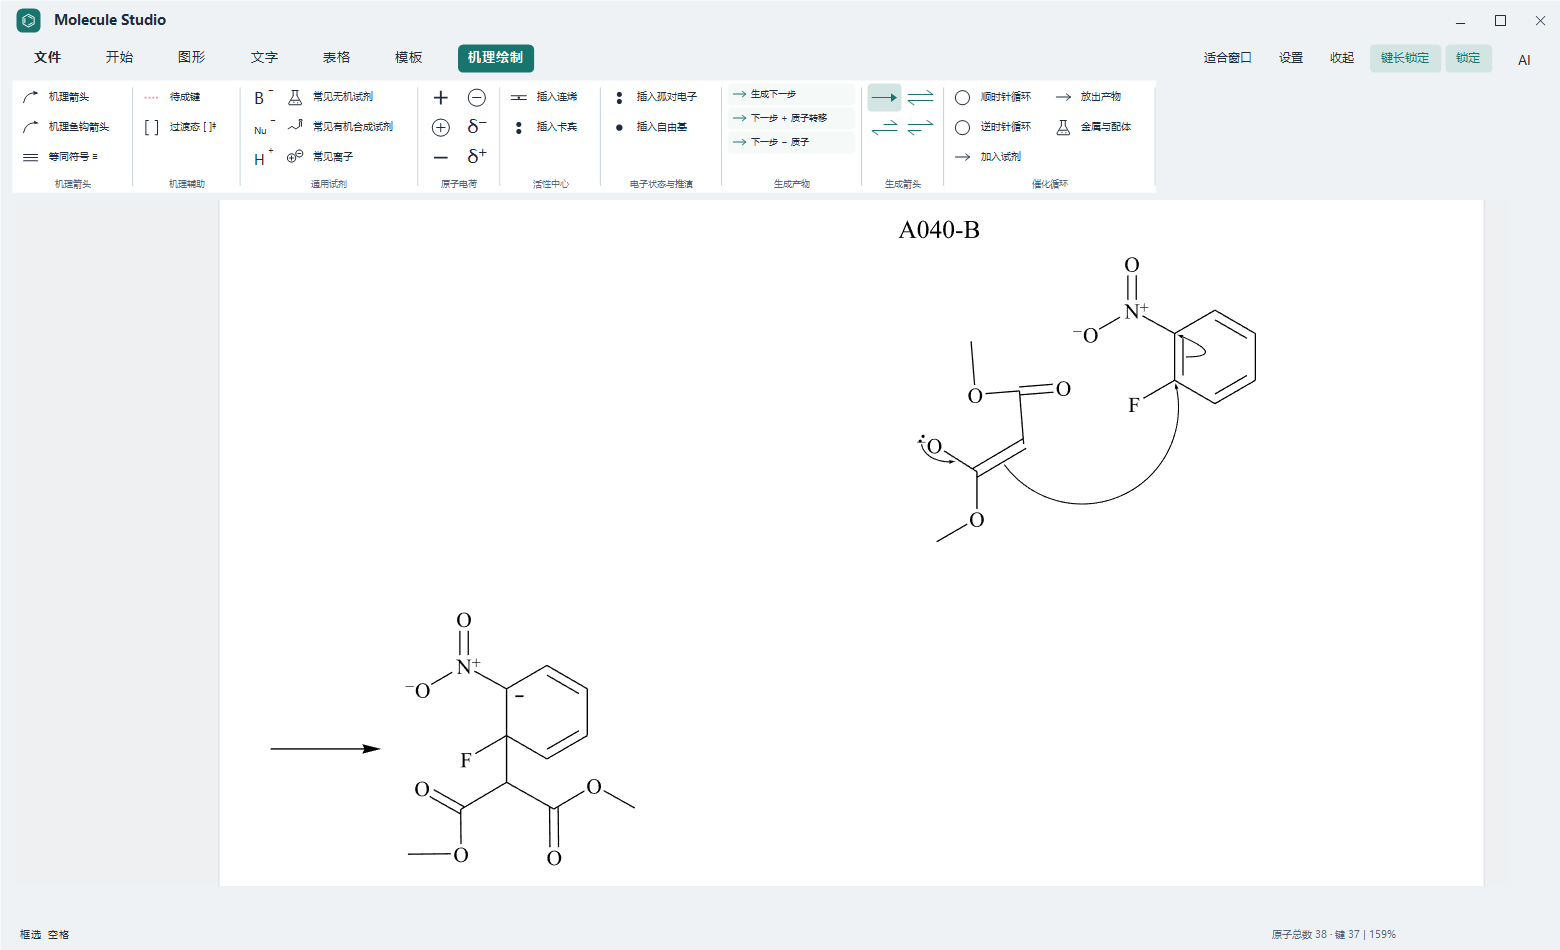 Molecule Studio
文件 开始 图形 文字 表格 模板 机理绘制 适合窗口 设置 收起 键长锁定 锁定 AI
机理箭头 待成键 B⁻ 常见无机试剂 插入连烯 插入孤对电子 生成下一步 顺时针循环 放出产物
机理鱼钩箭头 [ ] 过渡态 [ ]‡ Nu⁻ 常见有机合成试剂 δ⁻ 插入卡宾 插入自由基 下一步 + 质子转移 逆时针循环 金属与配体
等同符号 ≡ H⁺ 常见离子 δ⁺ 下一步 − 质子 加入试剂
机理箭头 机理辅助 通用试剂 原子电荷 活性中心 电子状态与推演 生成产物 生成箭头 催化循环
A040-B
O
N⁺
⁻O
F
O
O
⁻O
O
O
N⁺
⁻O
F
O
O
O
O
框选 空格
原子总数 38 · 键 37 | 159%